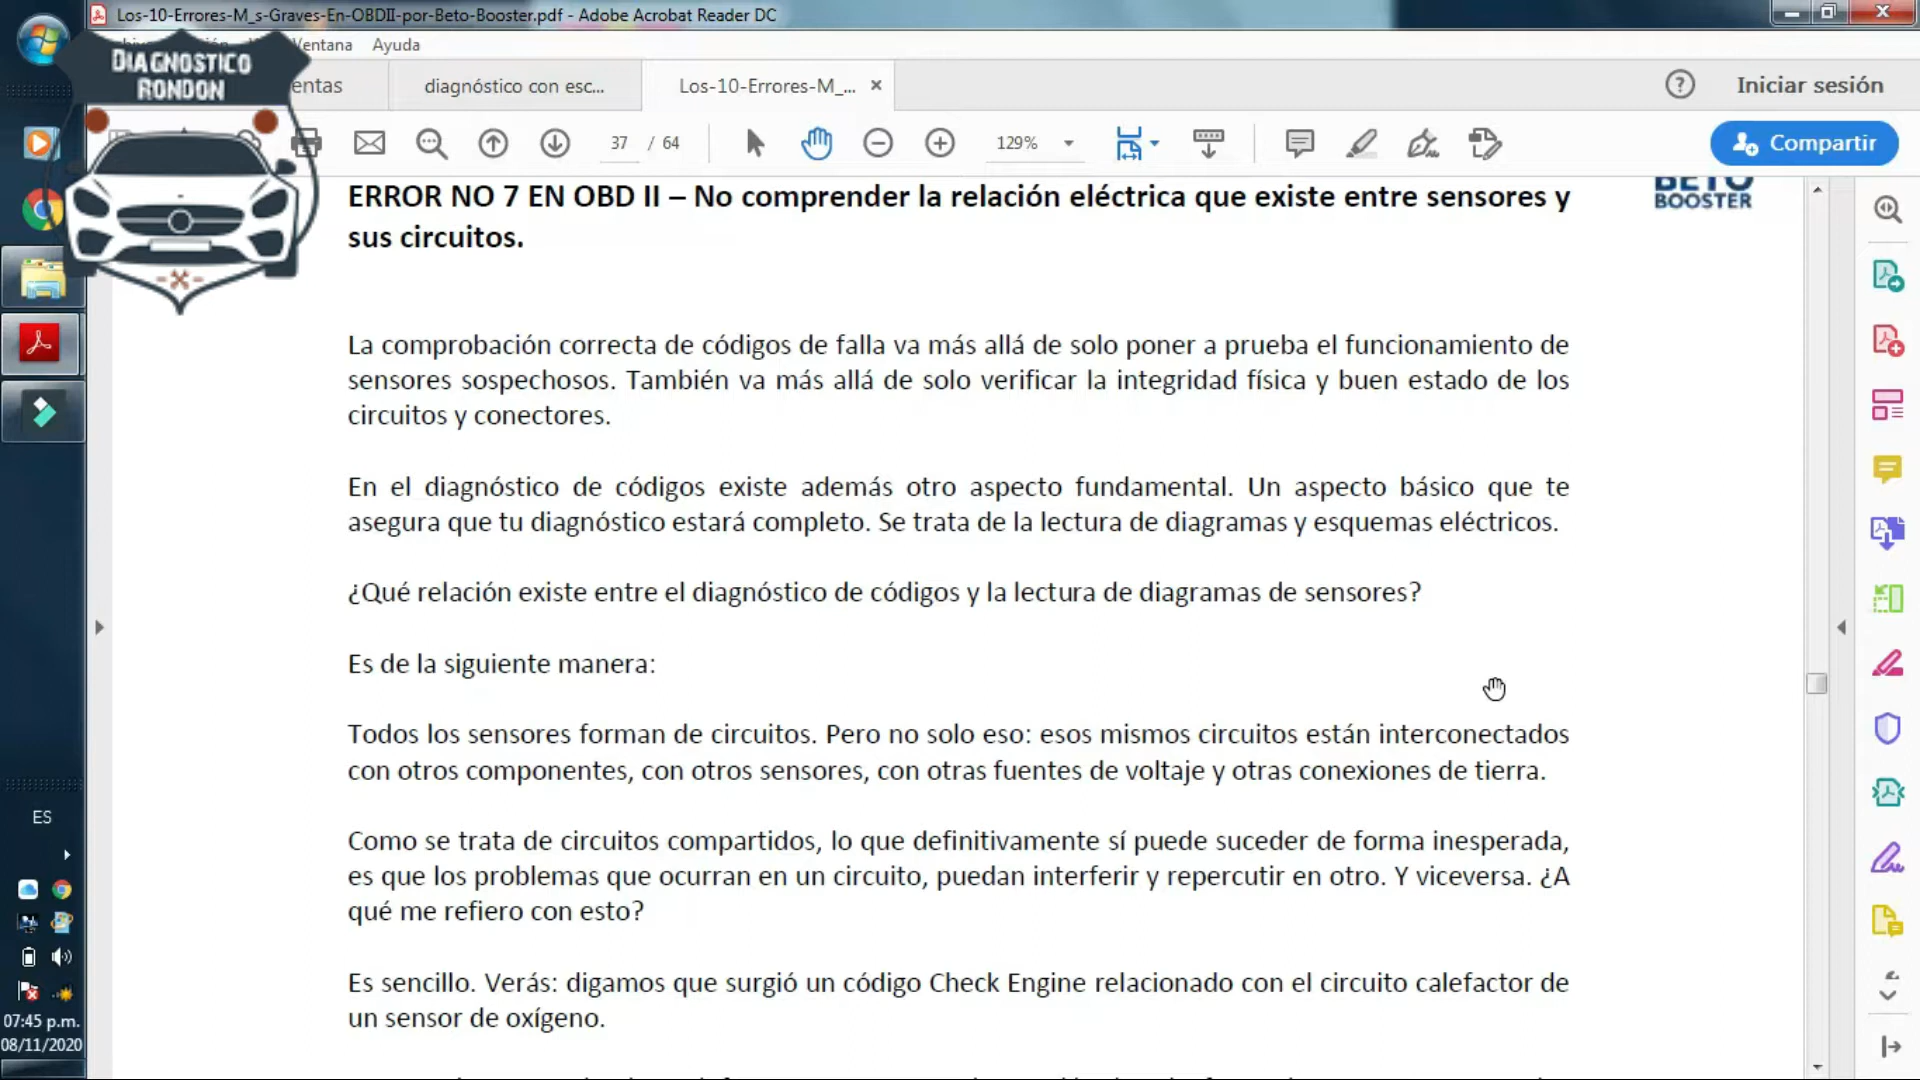 Los-10-Errores-M_s-Graves-En-OBDII-por-Beto-Booster.pdf - Adobe Acrobat Reader DC
Ventana Ayuda
DIAGNOSTICO
RONDON
entas
diagnóstico con esc...
Los-10-Errores-M_...
Iniciar sesión
37 / 64
129%
Compartir
BETO
BOOSTER
ERROR NO 7 EN OBD II – No comprender la relación eléctrica que existe entre sensores y
sus circuitos.
La comprobación correcta de códigos de falla va más allá de solo poner a prueba el funcionamiento de
sensores sospechosos. También va más allá de solo verificar la integridad física y buen estado de los
circuitos y conectores.
En el diagnóstico de códigos existe además otro aspecto fundamental. Un aspecto básico que te
asegura que tu diagnóstico estará completo. Se trata de la lectura de diagramas y esquemas eléctricos.
¿Qué relación existe entre el diagnóstico de códigos y la lectura de diagramas de sensores?
Es de la siguiente manera:
Todos los sensores forman de circuitos. Pero no solo eso: esos mismos circuitos están interconectados
con otros componentes, con otros sensores, con otras fuentes de voltaje y otras conexiones de tierra.
Como se trata de circuitos compartidos, lo que definitivamente sí puede suceder de forma inesperada,
es que los problemas que ocurran en un circuito, puedan interferir y repercutir en otro. Y viceversa. ¿A
qué me refiero con esto?
Es sencillo. Verás: digamos que surgió un código Check Engine relacionado con el circuito calefactor de
un sensor de oxígeno.
ES
07:45 p.m.
08/11/2020